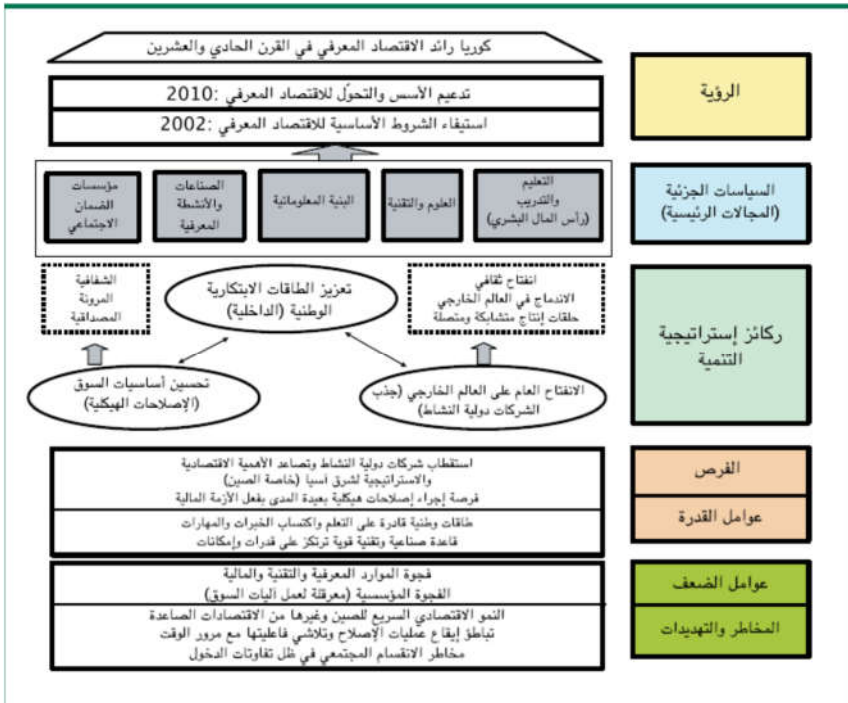 كوريا رائد الاقتصاد المعرفي في القرن الحادي والعشرين
الرؤية
تدعيم الأسس والتحوّل للاقتصاد المعرفي :2010
استيفاء الشروط الأساسية للاقتصاد المعرفي :2002
السياسات الجزئية
(المجالات الرئيسية)
التعليم
والتدريب
(رأس المال البشري)
العلوم والتقنية
البنية المعلوماتية
الصناعات
والأنشطة
المعرفية
مؤسسات
الضمان
الاجتماعي
ركائز إستراتيجية
التنمية
انفتاح ثقافي
الاندماج في العالم الخارجي
حلقات إنتاج متشابكة ومتصلة
تعزيز الطاقات الابتكارية
الوطنية (الداخلية)
الشفافية
المرونة
المصداقية
الانفتاح العام على العالم الخارجي (جذب
الشركات دولية النشاط)
تحسين أساسيات السوق
(الإصلاحات الهيكلية)
الفرص
استقطاب شركات دولية النشاط وتصاعد الأهمية الاقتصادية
والاستراتيجية لشرق آسيا (خاصة الصين)
فرصة إجراء إصلاحات هيكلية بعيدة المدى بفعل الأزمة المالية
عوامل القدرة
طاقات وطنية قادرة على التعلم واكتساب الخبرات والمهارات
قاعدة صناعية وتقنية قوية ترتكز على قدرات وإمكانات
عوامل الضعف
فجوة الموارد المعرفية والتقنية والمالية
الفجوة المؤسسية (معرقلة لعمل آليات السوق)
المخاطر والتهديدات
النمو الاقتصادي السريع للصين وغيرها من الاقتصادات الصاعدة
تباطؤ إيقاع عمليات الإصلاح وتلاشي فاعليتها مع مرور الوقت
مخاطر الانقسام المجتمعي في ظل تفاوتات الدخول